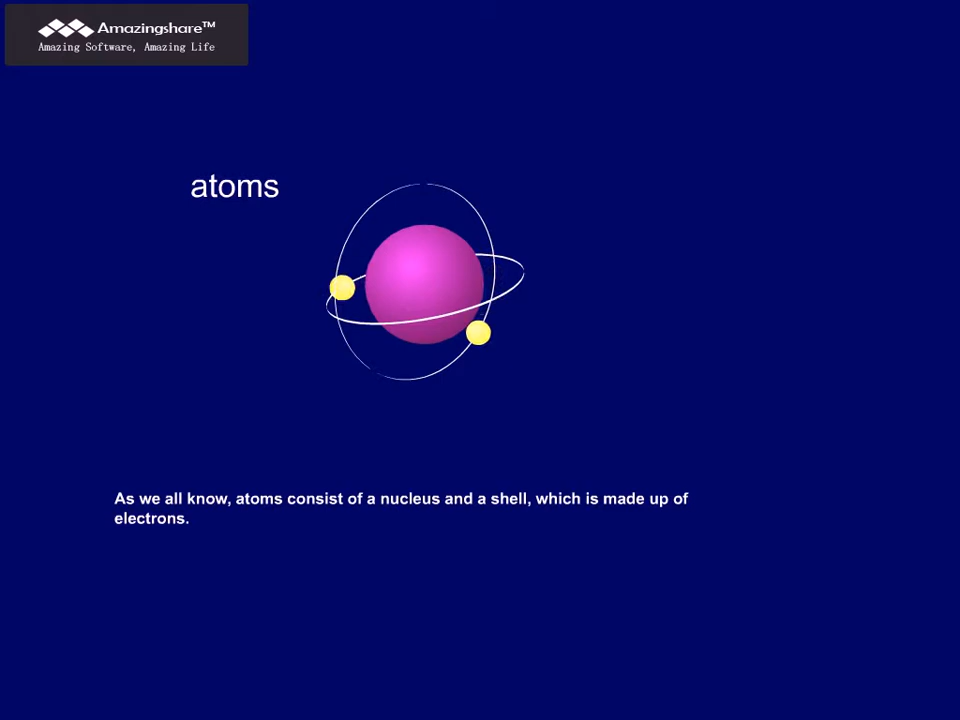 Amazingshare™
Amazing Software, Amazing Life
atoms
As we all know, atoms consist of a nucleus and a shell, which is made up of
electrons.